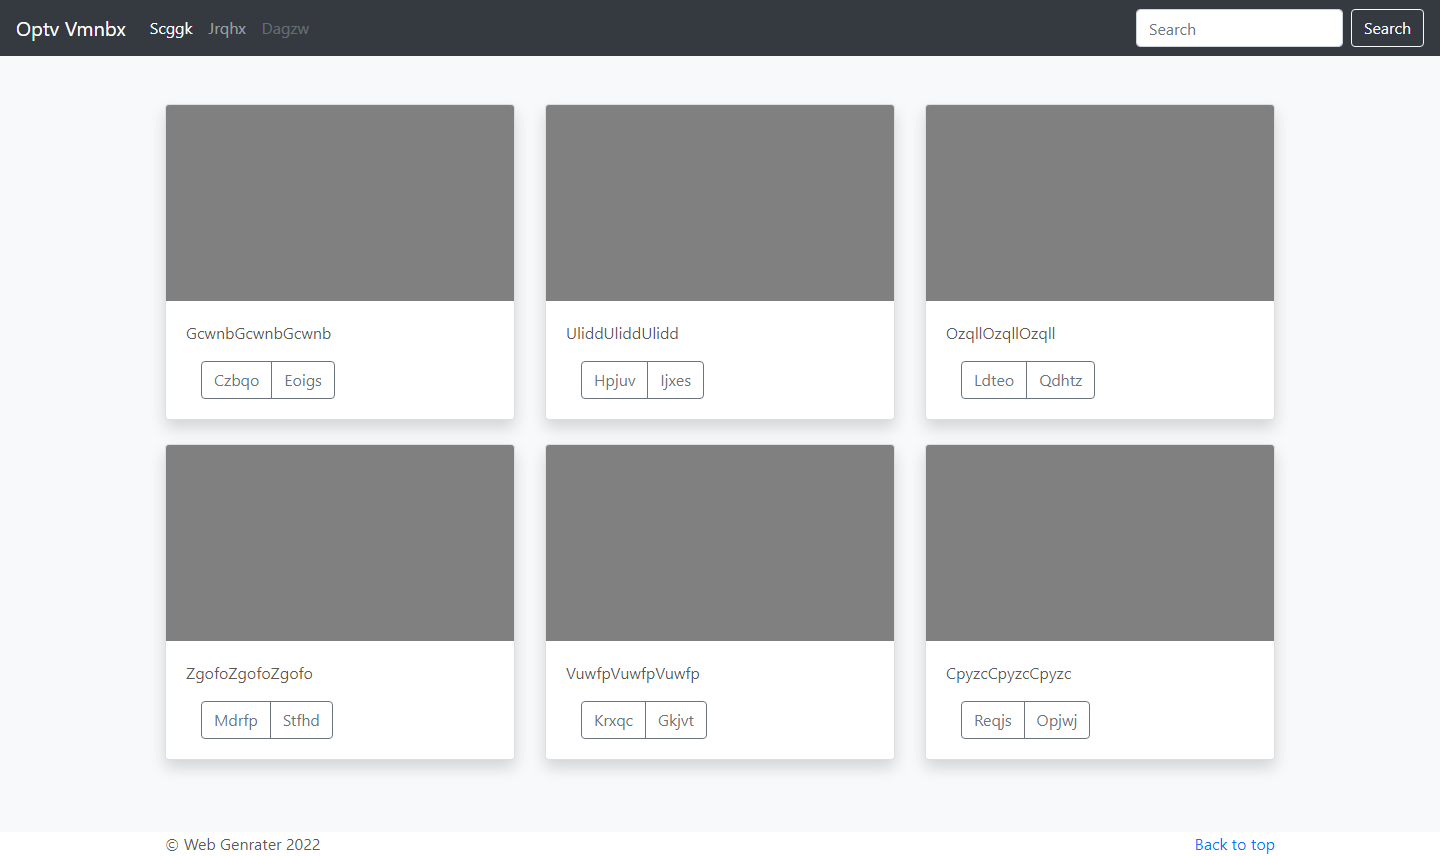 Optv Vmnbx Scggk Jrqhx Dagzw Search Search
GcwnbGcwnbGcwnb UliddUliddUlidd OzqllOzqllOzqll
Czbqo Eoigs Hpjuv Ijxes Ldteo Qdhtz
ZgofoZgofoZgofo VuwfpVuwfpVuwfp CpyzcCpyzcCpyzc
Mdrfp Stfhd Krxqc Gkjvt Reqjs Opjwj
© Web Genrater 2022 Back to top